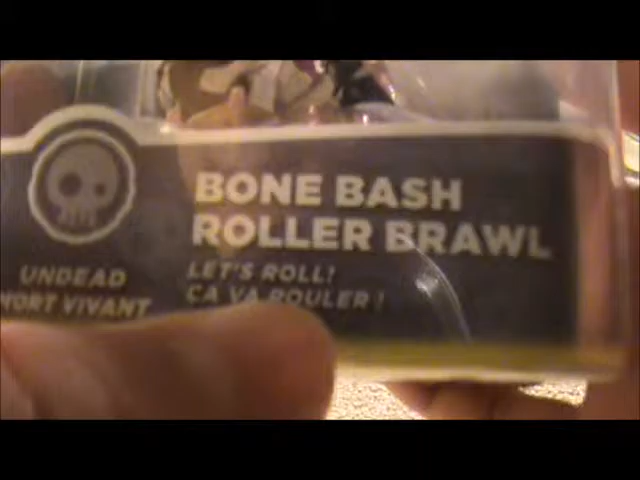 BONE BASH
ROLLER BRAWL
UNDEAD
MORT VIVANT
LET'S ROLL!
ÇA VA ROULER !